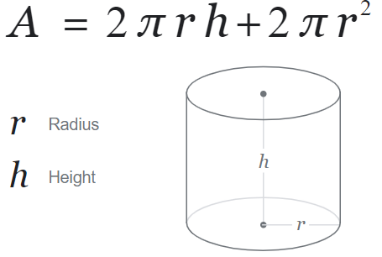 A = 2πrh+2πr²
r Radius
h Height
h
r